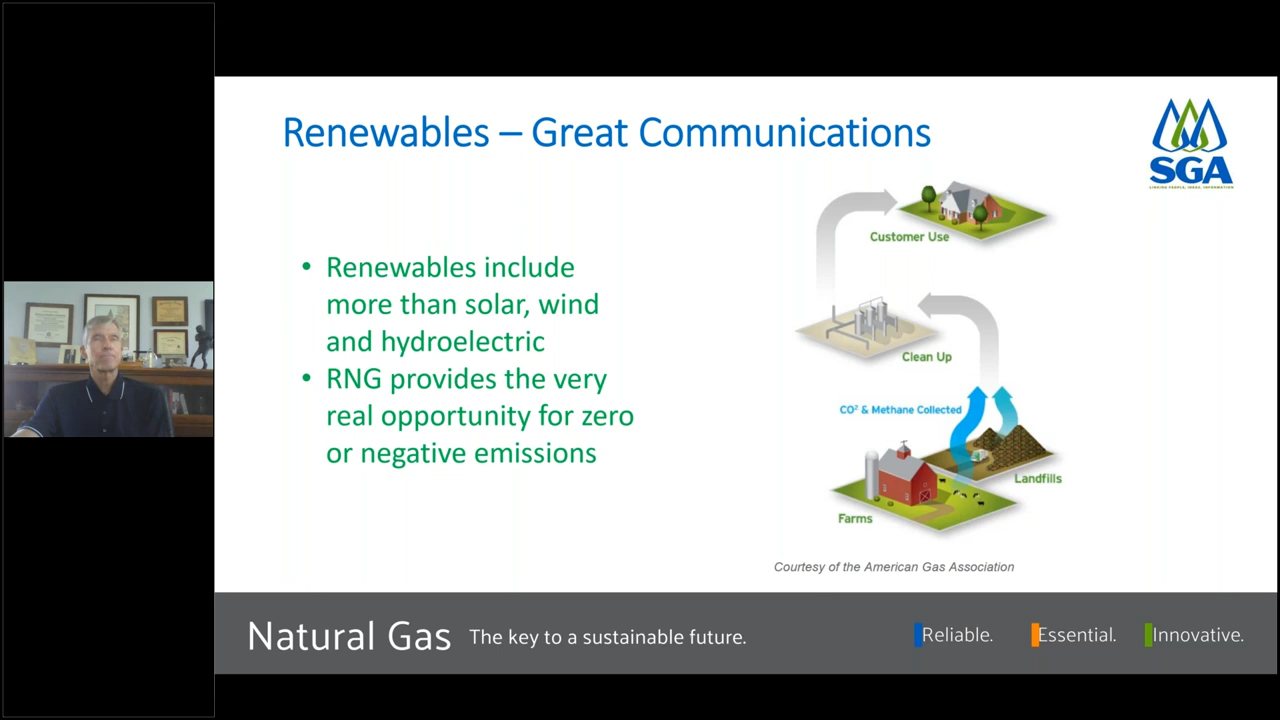 Renewables – Great Communications
SGA
LINKING PEOPLE, IDEAS, INFORMATION
• Renewables include
more than solar, wind
and hydroelectric
• RNG provides the very
real opportunity for zero
or negative emissions
Customer Use
Clean Up
CO² & Methane Collected
Landfills
Farms
Courtesy of the American Gas Association
Natural Gas The key to a sustainable future.
Reliable. Essential. Innovative.